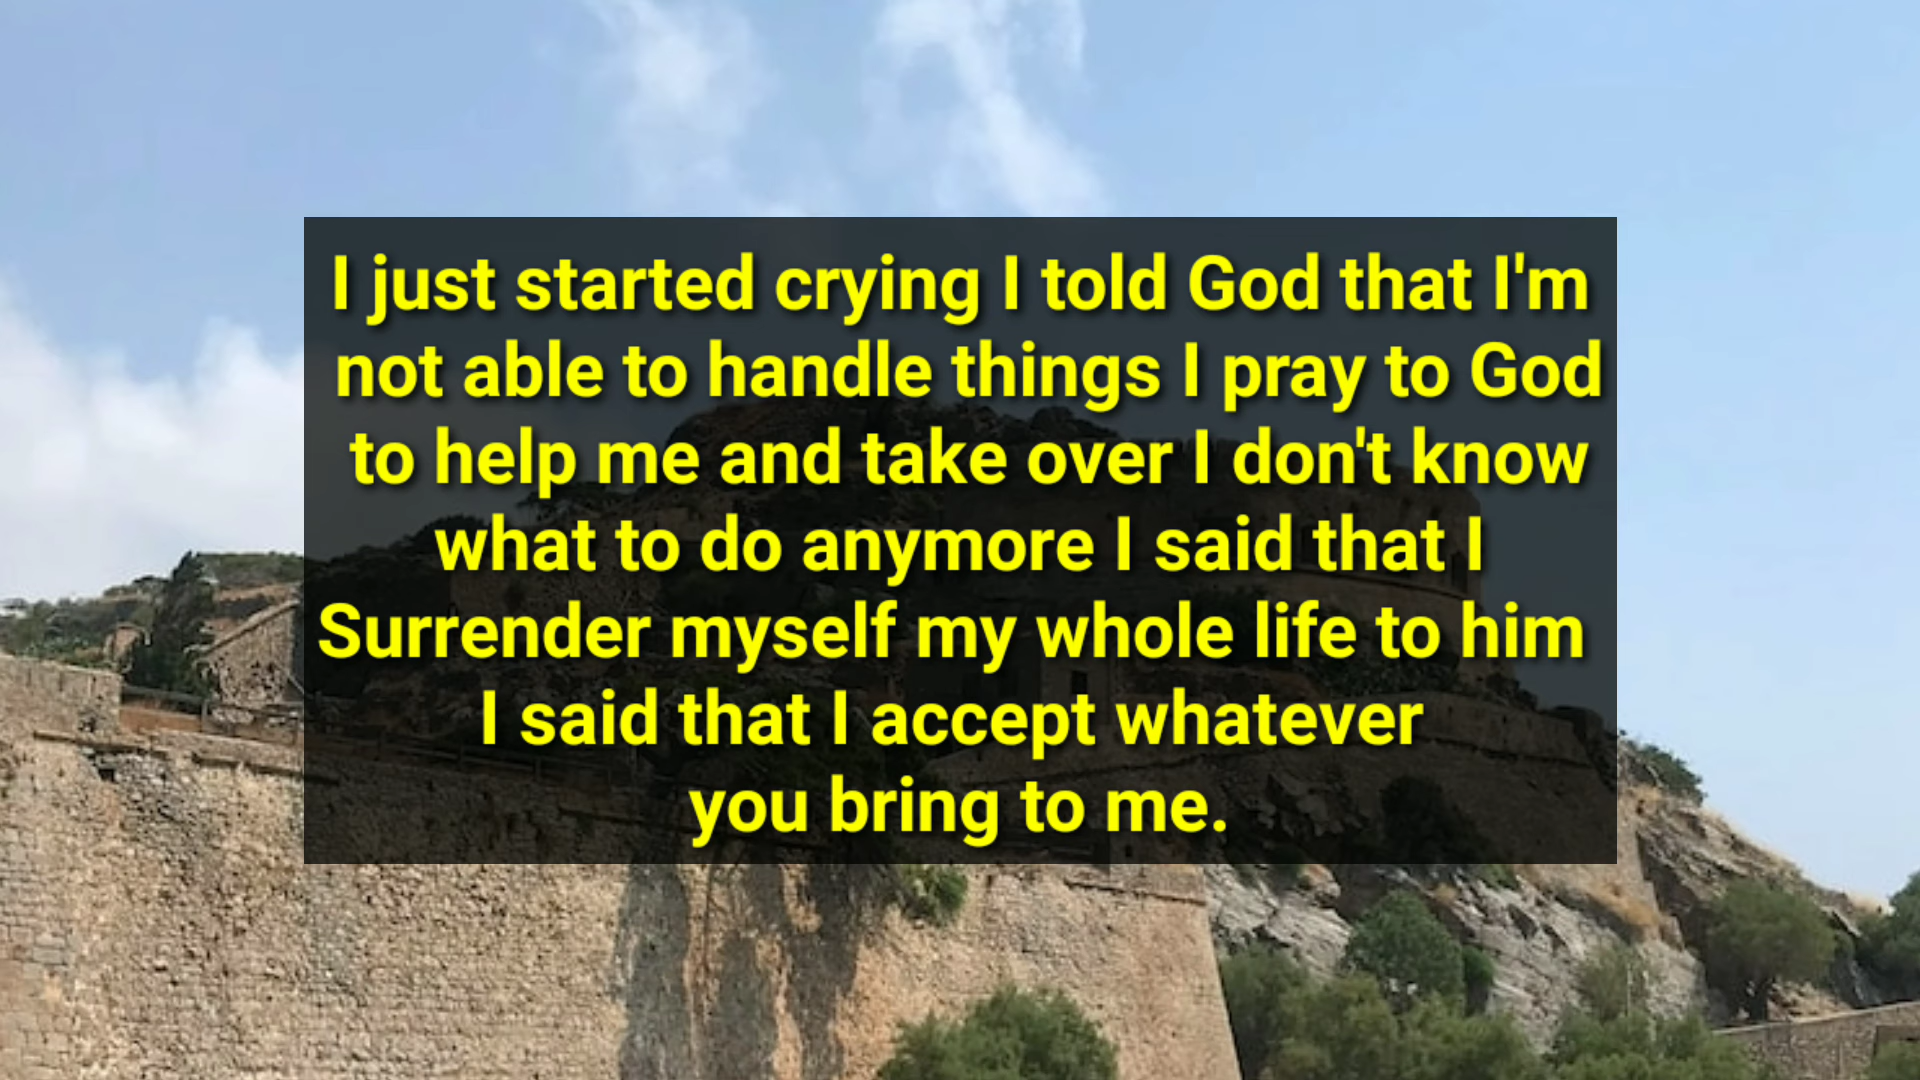 I just started crying I told God that I'm
not able to handle things I pray to God
to help me and take over I don't know
what to do anymore I said that I
Surrender myself my whole life to him
I said that I accept whatever
you bring to me.